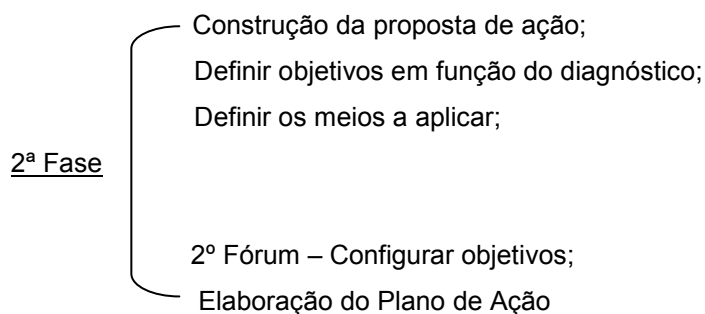 Construção da proposta de ação;
Definir objetivos em função do diagnóstico;
Definir os meios a aplicar;
2ª Fase
2º Fórum – Configurar objetivos;
Elaboração do Plano de Ação